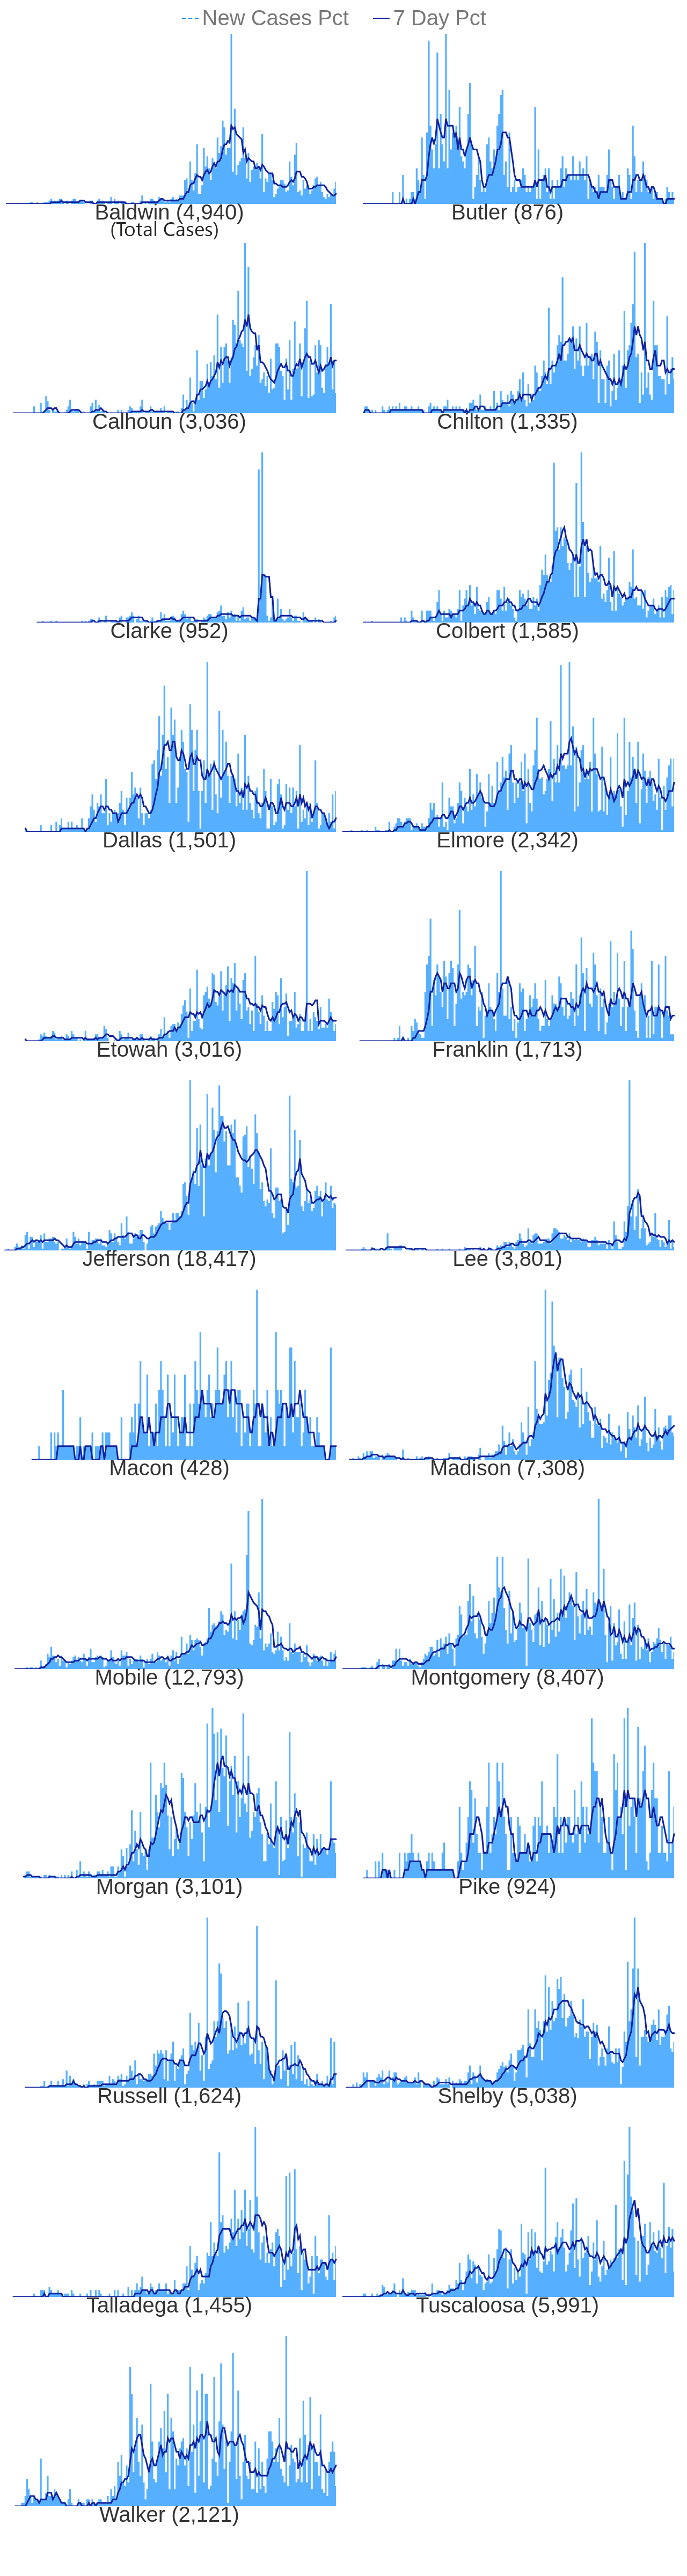 New Cases Pct 7 Day Pct
Baldwin (4,940) Butler (876)
(Total Cases)
Calhoun (3,036) Chilton (1,335)
Clarke (952) Colbert (1,585)
Dallas (1,501) Elmore (2,342)
Etowah (3,016) Franklin (1,713)
Jefferson (18,417) Lee (3,801)
Macon (428) Madison (7,308)
Mobile (12,793) Montgomery (8,407)
Morgan (3,101) Pike (924)
Russell (1,624) Shelby (5,038)
Talladega (1,455) Tuscaloosa (5,991)
Walker (2,121)